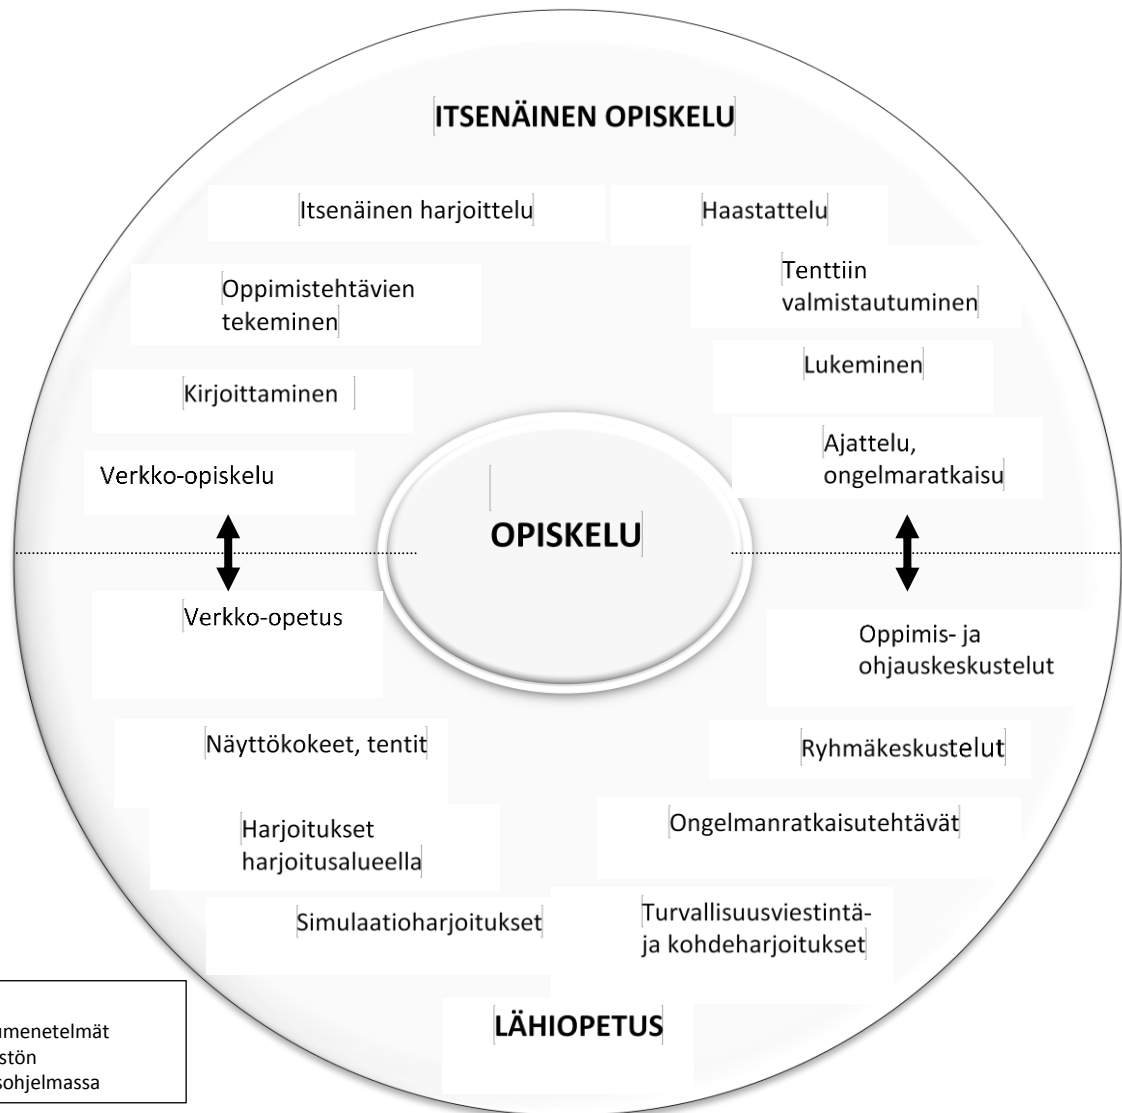 ITSENÄINEN OPISKELU
Itsenäinen harjoittelu
Haastattelu
Oppimistehtävien
tekeminen
Tenttiin
valmistautuminen
Kirjoittaminen
Lukeminen
Verkko-opiskelu
Ajattelu,
ongelmaratkaisu
OPISKELU
Verkko-opetus
Oppimis- ja
ohjauskeskustelut
Näyttökokeet, tentit
Ryhmäkeskustelut
Harjoitukset
harjoitusalueella
Ongelmanratkaisutehtävät
Simulaatioharjoitukset
Turvallisuusviestintä-
ja kohdeharjoitukset
LÄHIOPETUS